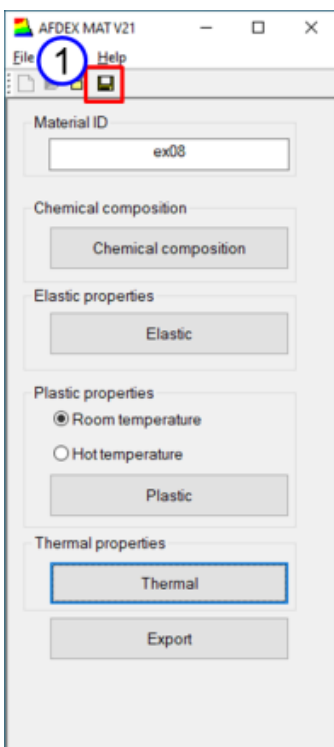 AFDEX MAT V21
File
1
Help
Material ID
ex08
Chemical composition
Chemical composition
Elastic properties
Elastic
Plastic properties
Room temperature
Hot temperature
Plastic
Thermal properties
Thermal
Export